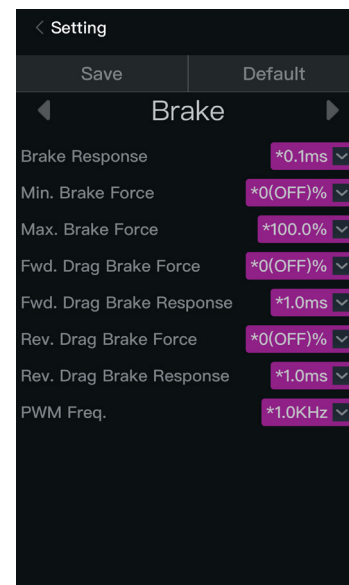 Setting
Save Default
Brake
Brake Response *0.1ms
Min. Brake Force *0(OFF)%
Max. Brake Force *100.0%
Fwd. Drag Brake Force *0(OFF)%
Fwd. Drag Brake Response *1.0ms
Rev. Drag Brake Force *0(OFF)%
Rev. Drag Brake Response *1.0ms
PWM Freq. *1.0KHz